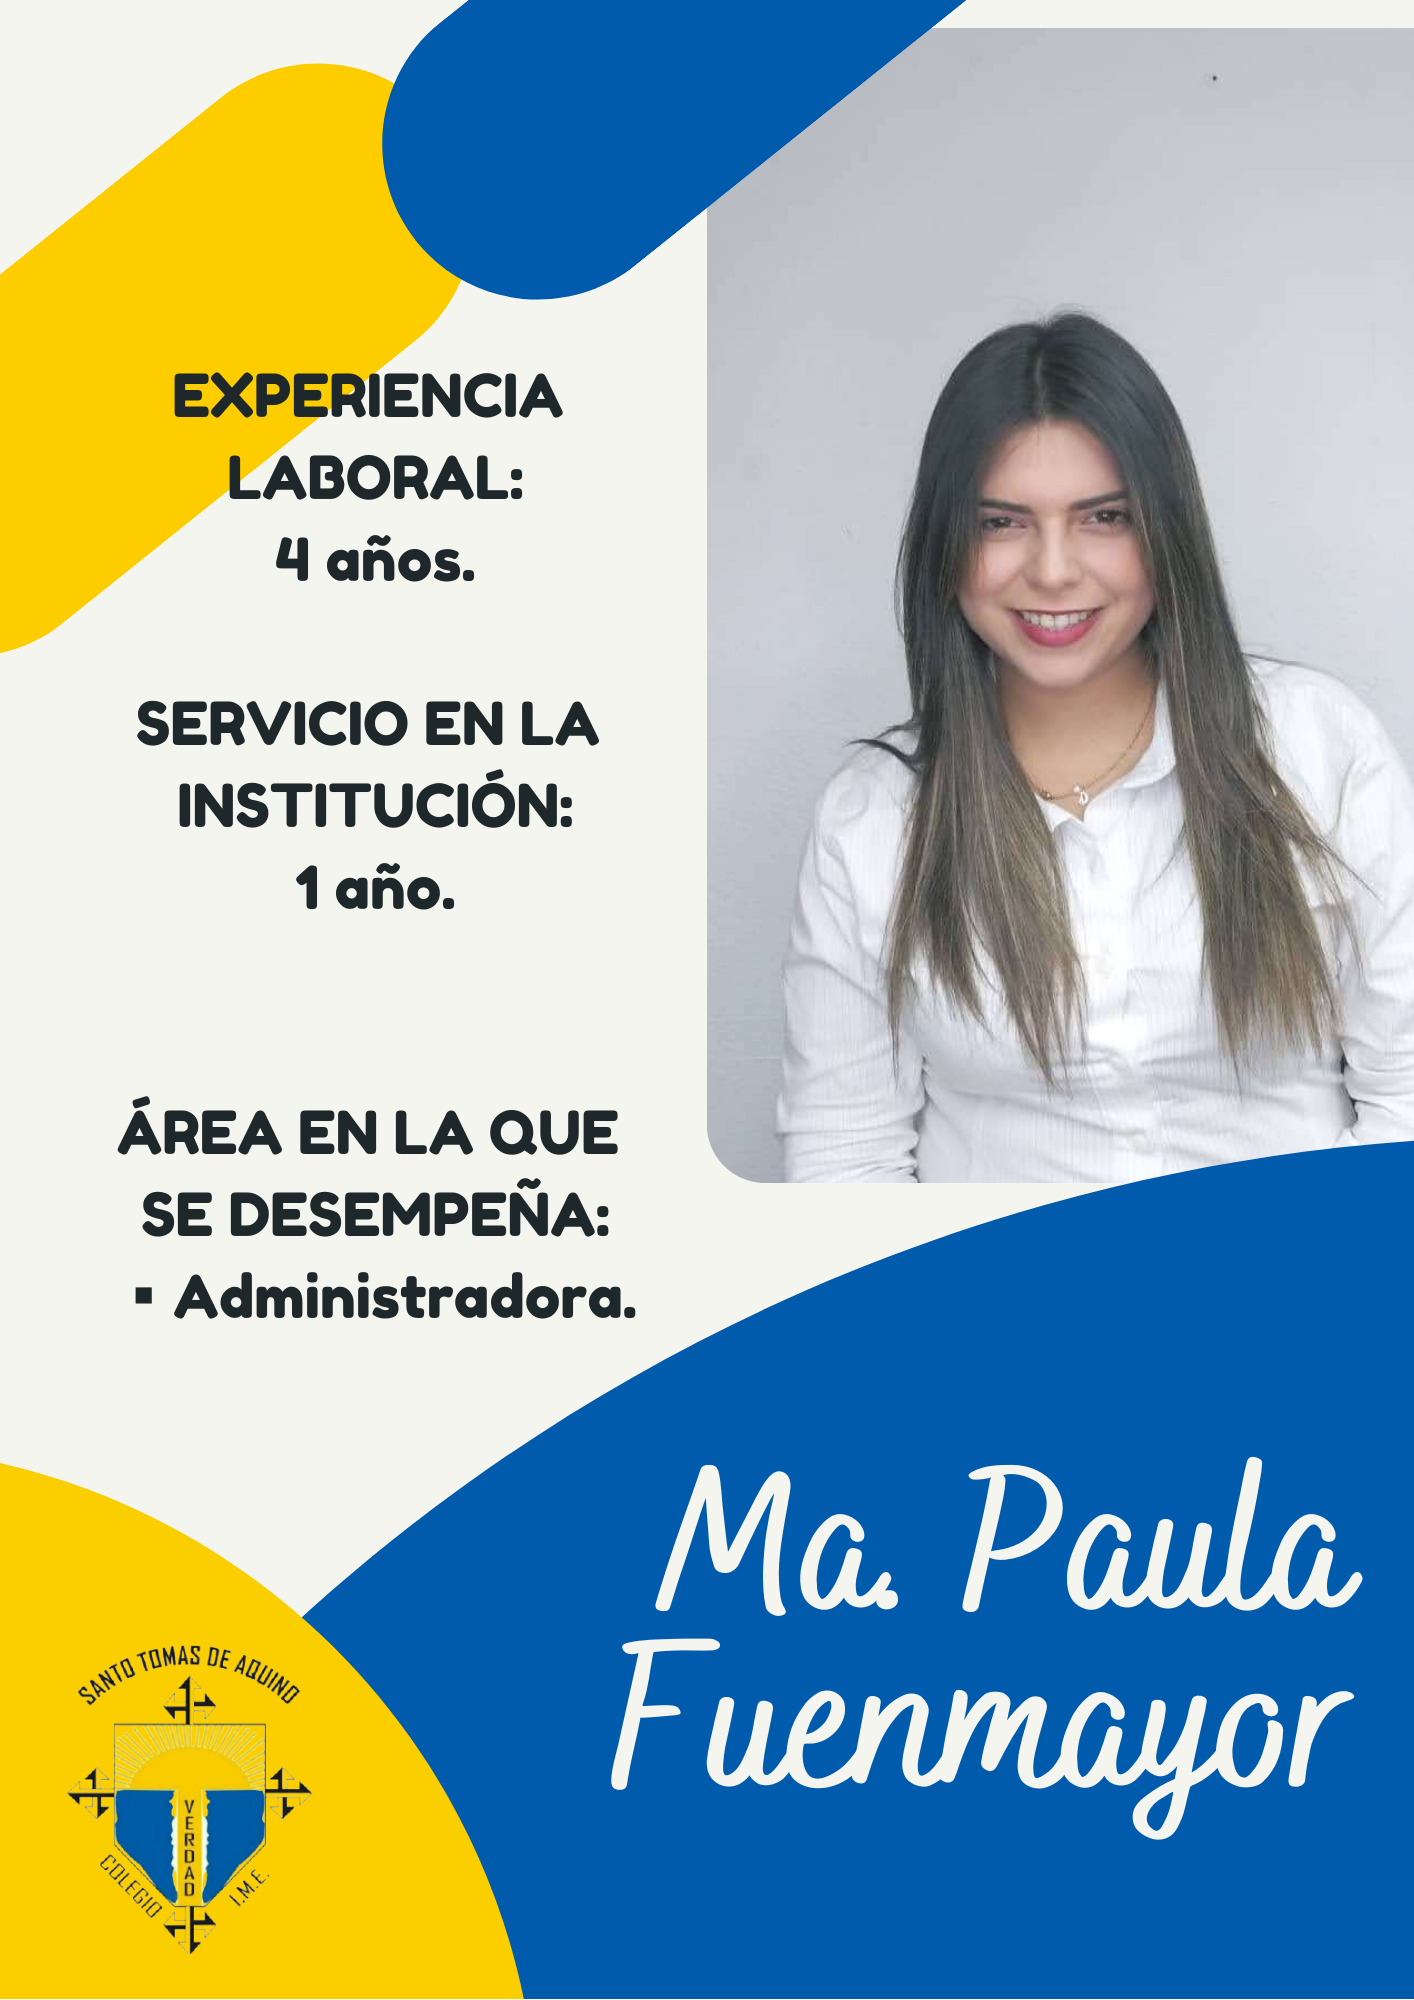 EXPERIENCIA
LABORAL:
4 años.
SERVICIO EN LA
INSTITUCIÓN:
1 año.
ÁREA EN LA QUE
SE DESEMPEÑA:
▪ Administradora.
Ma. Paula
Fuenmayor
SANTO TOMAS DE AQUINO
VERDAD
COLEGIO
I.M.E.